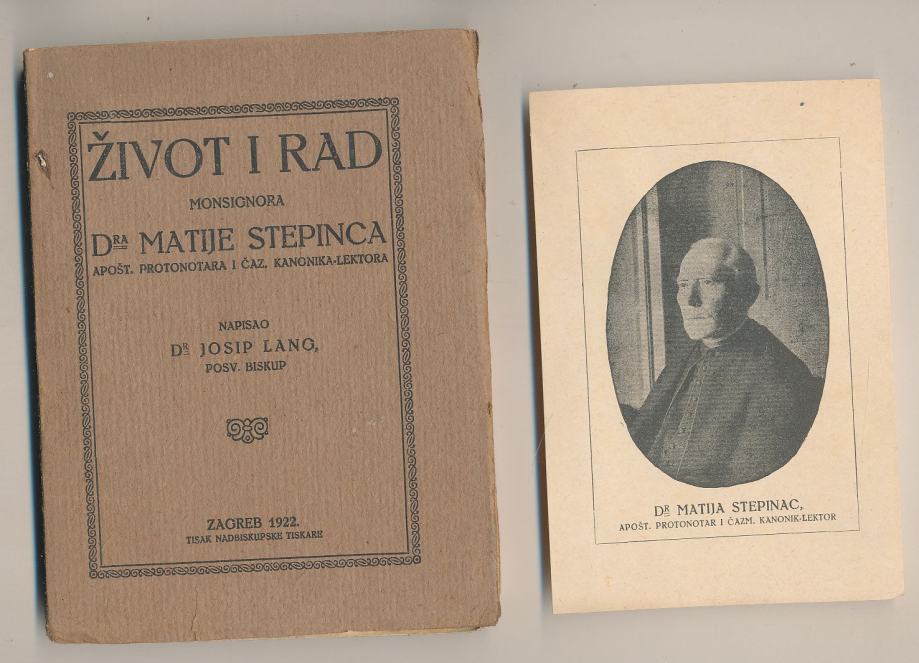 ŽIVOT I RAD
MONSIGNORA
DRA MATIJE STEPINCA
APOŠT. PROTONOTARA I ČAZ. KANONIKA-LEKTORA
NAPISAO
DR JOSIP LANG,
POSV. BISKUP
ZAGREB 1922.
TISAK NADBISKUPSKE TISKARE
DR MATIJA STEPINAC,
APOŠT. PROTONOTAR I ČAZM. KANONIK-LEKTOR